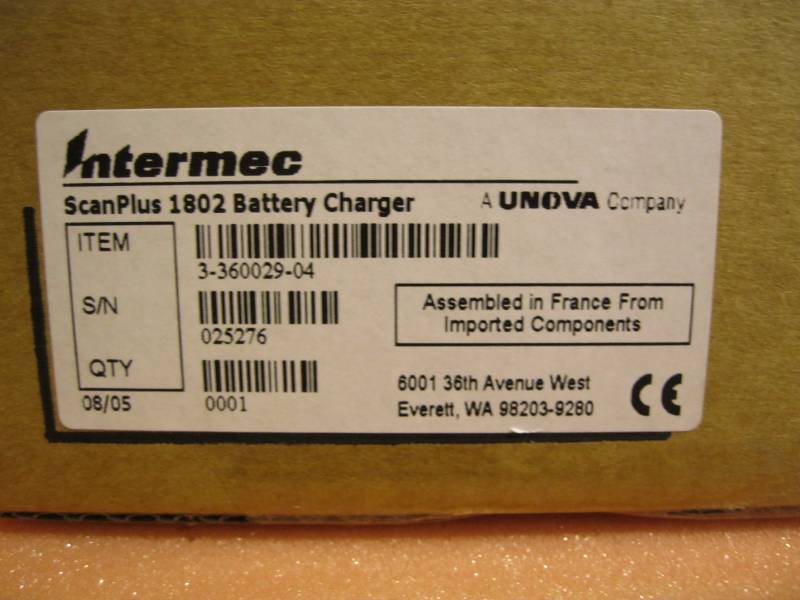 Intermec
ScanPlus 1802 Battery Charger
A UNOVA Company
ITEM
3-360029-04
S/N
025276
Assembled in France From
Imported Components
QTY
0001
08/05
6001 36th Avenue West
Everett, WA 98203-9280
CE